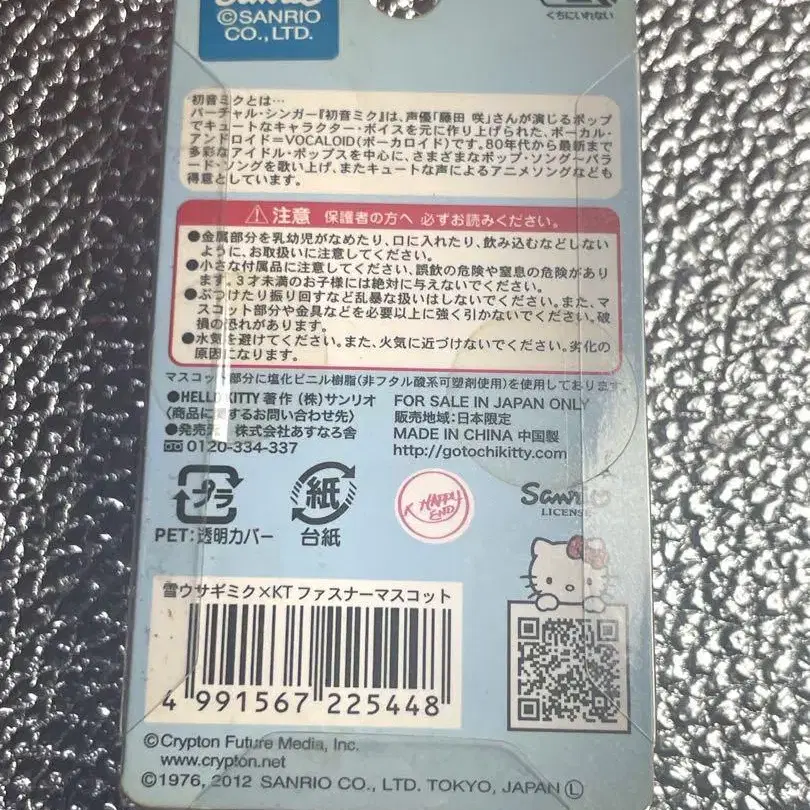 ©SANRIO
CO.,LTD.
くちにいれない
初音ミクとは…
バーチャル・シンガー『初音ミク』は、声優「藤田 咲」さんが演じるポップ
でキュートなキャラクター・ボイスを元に作り上げられた、ボーカル・
アンドロイド=VOCALOID(ボーカロイド)です。80年代から最新まで
多彩なアイドル・ポップスを中心に、さまざまなポップ・ソング〜バラ
ード・ソングを歌い上げ、またキュートな声によるアニメソングなども
得意としています。
⚠注意 保護者の方へ 必ずお読みください。
●金属部分を乳幼児がなめたり、口に入れたり、飲み込むなどしない
ように、お取扱いに注意してください。
●小さな付属品に注意してください。誤飲の危険や窒息の危険があり
ます。3才未満のお子様には絶対に与えないでください。
●ぶつけたり振り回すなど乱暴な扱いはしないでください。また、マ
スコット部分や金具などを必要以上に強く引かないでください。破
損の恐れがあります。
●水気を避けてください。また、火気に近づけないでください。劣化の
原因になります。
マスコット部分に塩化ビニル樹脂(非フタル酸系可塑剤使用)を使用しております。
●HELLO KITTY 著作 (株)サンリオ
(商品に関するお問い合わせ先)
●発売元 株式会社あすなろ舎
0120-334-337
FOR SALE IN JAPAN ONLY
販売地域:日本限定
MADE IN CHINA 中国製
http://gotochikitty.com
プラ
PET:透明カバー
紙
台紙
K HAPPY
END
Sanrio
LICENSE
雪ウサギミク×KT ファスナーマスコット
4 991567 225448
©Crypton Future Media, Inc.
www.crypton.net
©1976, 2012 SANRIO CO., LTD. TOKYO, JAPAN Ⓛ